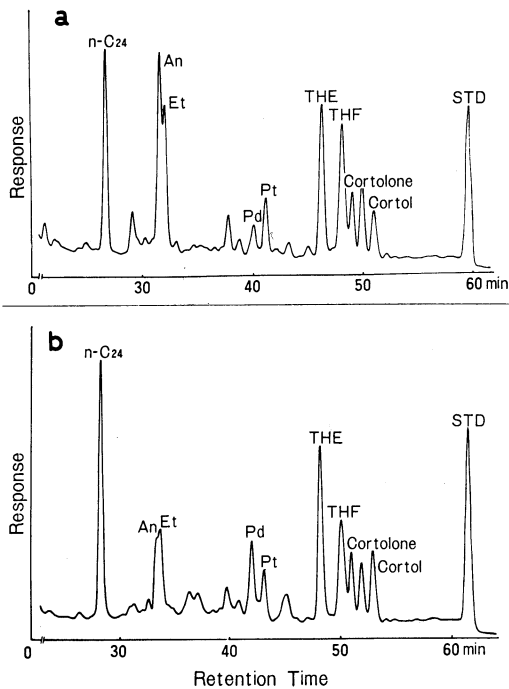 a
n-C24
An
Et
THE
THF
STD
Cortolone
Cortol
Pt
Pd
Response
0
30
40
50
60 min
b
n-C24
STD
THE
THF
An Et
Pd
Cortolone
Pt
Cortol
Response
0
30
40
50
60 min
Retention Time